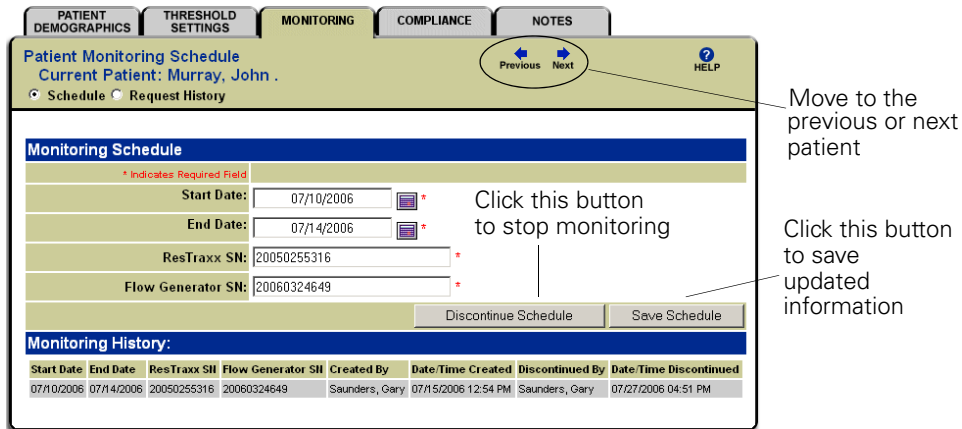 PATIENT DEMOGRAPHICS
THRESHOLD SETTINGS
MONITORING
COMPLIANCE
NOTES
Patient Monitoring Schedule
Current Patient: Murray, John .
Schedule Request History
Previous Next
HELP
Move to the
previous or next
patient
Monitoring Schedule
* Indicates Required Field
Start Date: 07/10/2006 *
End Date: 07/14/2006 *
ResTraxx SN: 20050255316 *
Flow Generator SN: 20060324649 *
Click this button
to stop monitoring
Click this button
to save
updated
information
Discontinue Schedule Save Schedule
Monitoring History:
Start Date End Date ResTraxx SN Flow Generator SN Created By Date/Time Created Discontinued By Date/Time Discontinued
07/10/2006 07/14/2006 20050255316 20060324649 Saunders, Gary 07/15/2006 12:54 PM Saunders, Gary 07/27/2006 04:51 PM